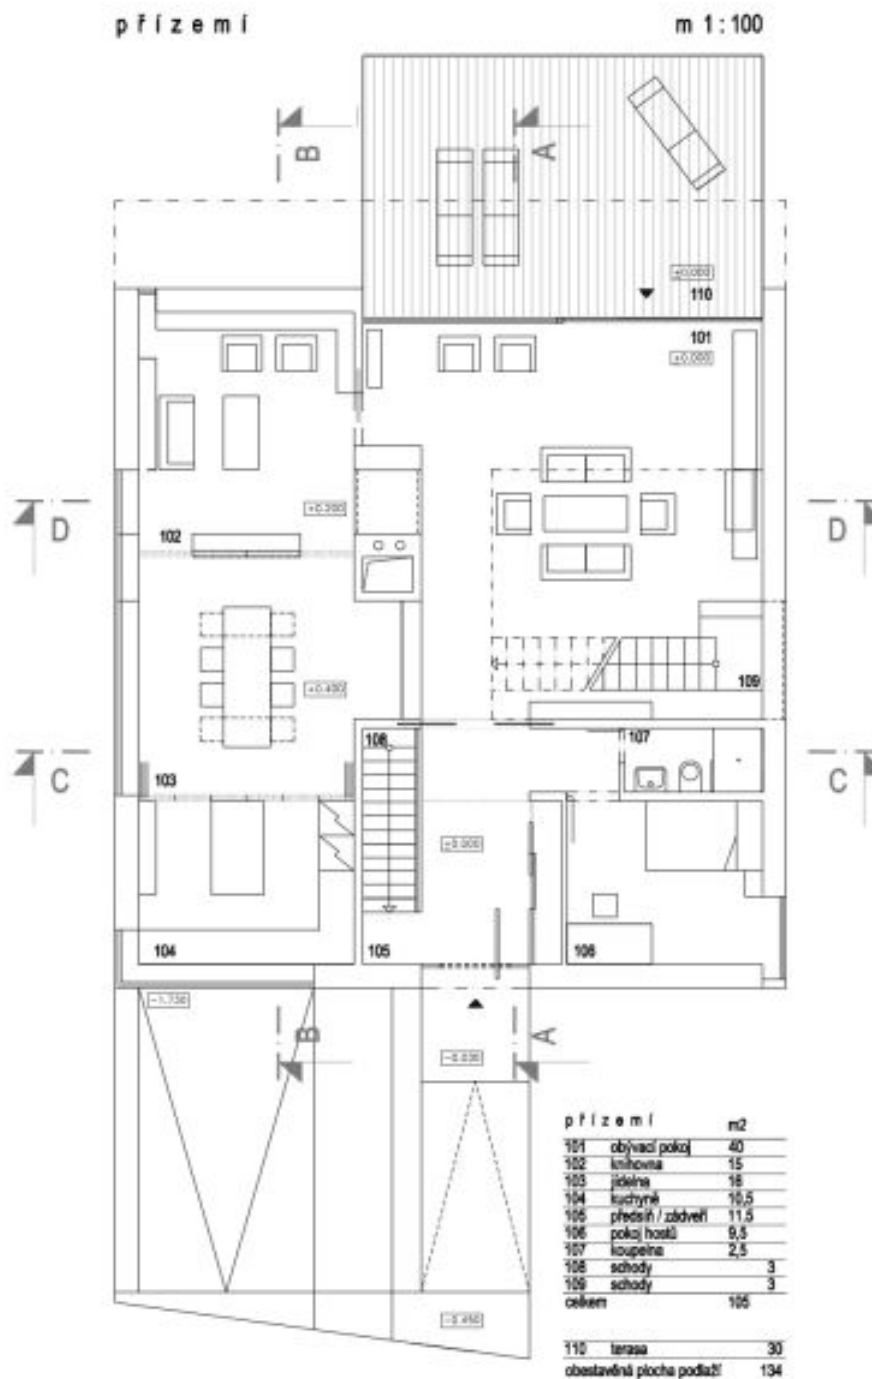 přízemí m 1:100
B A
±0.000
110
101
±0.000
D +0.200 D
102
+0.400 109
108 107
C 103 C
±0.000
104 105 106
-1.730
B A
-0.030
přízemí m2
101 obývací pokoj 40
102 knihovna 15
103 jídelna 16
104 kuchyně 10,5
105 předsíň / zádveří 11.5
106 pokoj hostů 9,5
107 koupelna 2,5
108 schody 3
109 schody 3
celkem 105
-0.450
110 terasa 30
obestavěná plocha podlaží 134